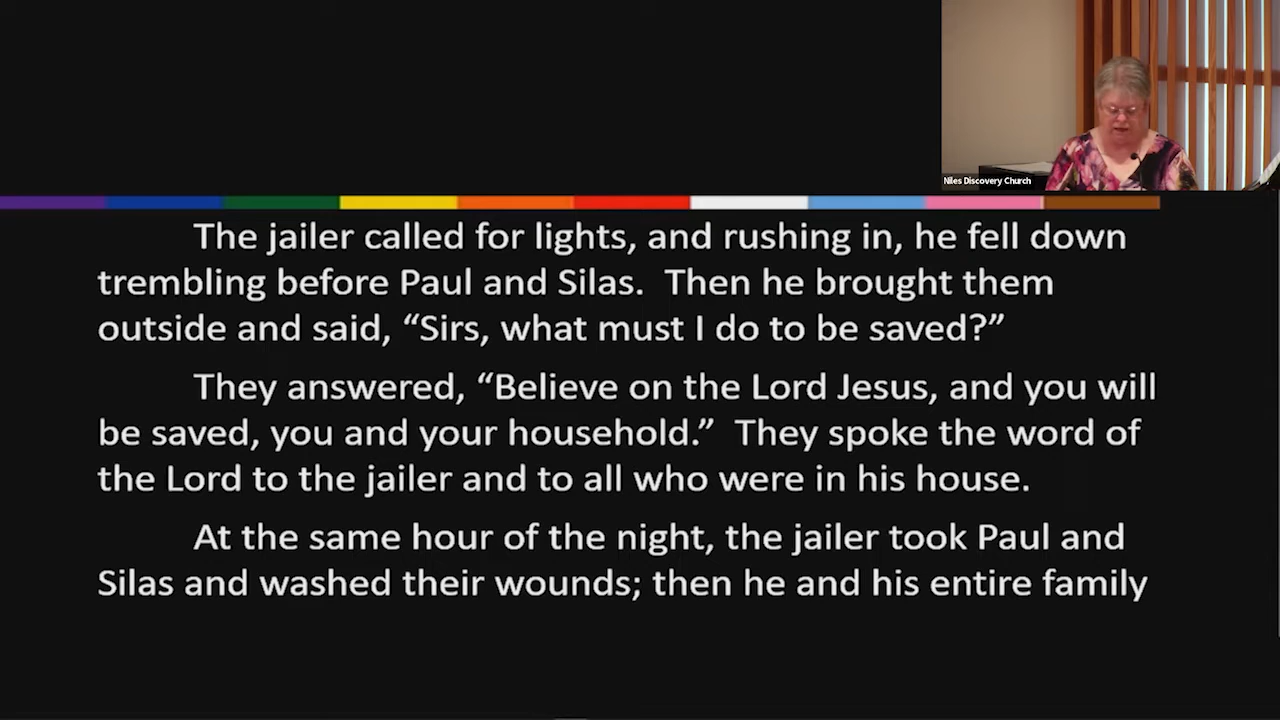 Niles Discovery Church
The jailer called for lights, and rushing in, he fell down
trembling before Paul and Silas.  Then he brought them
outside and said, “Sirs, what must I do to be saved?”
They answered, “Believe on the Lord Jesus, and you will
be saved, you and your household.”  They spoke the word of
the Lord to the jailer and to all who were in his house.
At the same hour of the night, the jailer took Paul and
Silas and washed their wounds; then he and his entire family